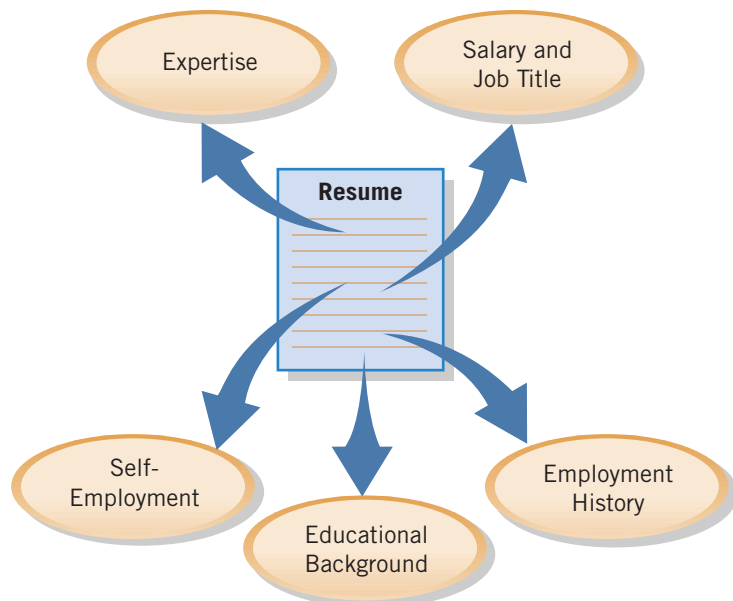 Expertise
Salary and
Job Title
Resume
Self-
Employment
Educational
Background
Employment
History